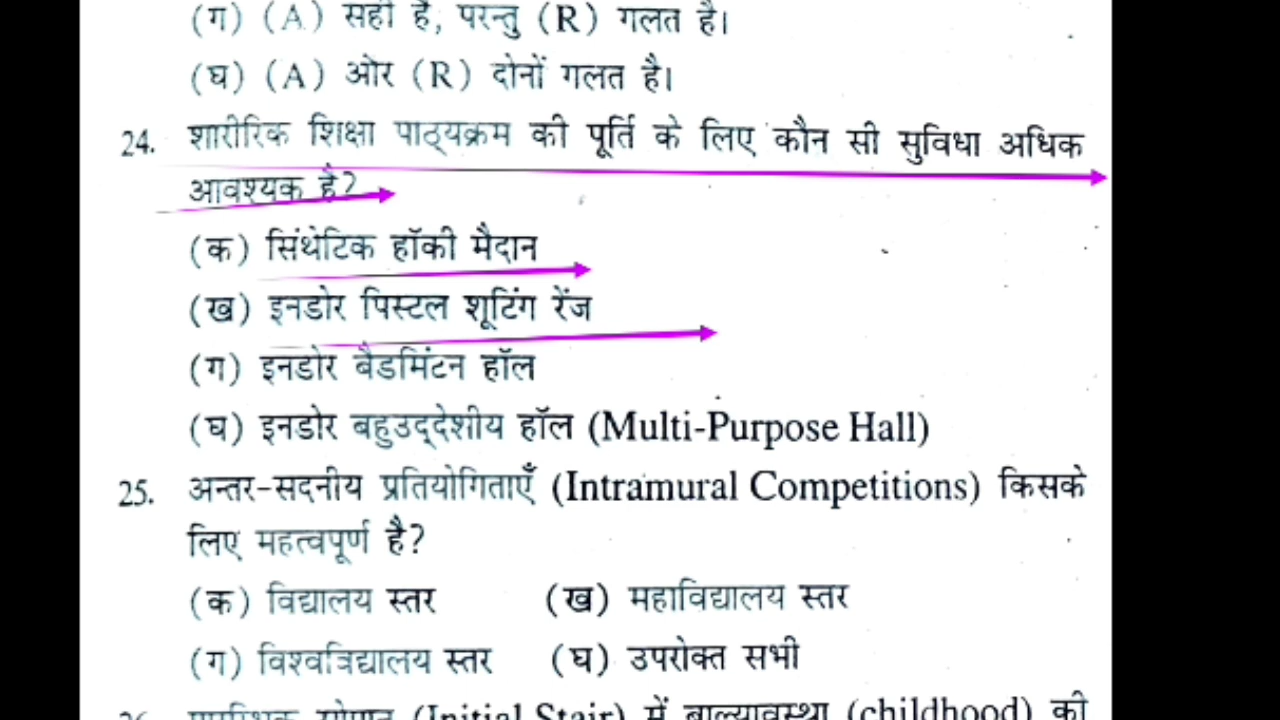 (ग) (A) सही है, परन्तु (R) गलत है।
(घ) (A) ओर (R) दोनों गलत है।
24. शारीरिक शिक्षा पाठ्यक्रम की पूर्ति के लिए कौन सी सुविधा अधिक
आवश्यक है?
(क) सिंथेटिक हॉकी मैदान
(ख) इनडोर पिस्टल शूटिंग रेंज
(ग) इनडोर बैडमिंटन हॉल
(घ) इनडोर बहुउद्देशीय हॉल (Multi-Purpose Hall)
25. अन्तर-सदनीय प्रतियोगिताएँ (Intramural Competitions) किसके
लिए महत्वपूर्ण है?
(क) विद्यालय स्तर (ख) महाविद्यालय स्तर
(ग) विश्वविद्यालय स्तर (घ) उपरोक्त सभी
(Initial Stair) में बाल्यावस्था (childhood) की